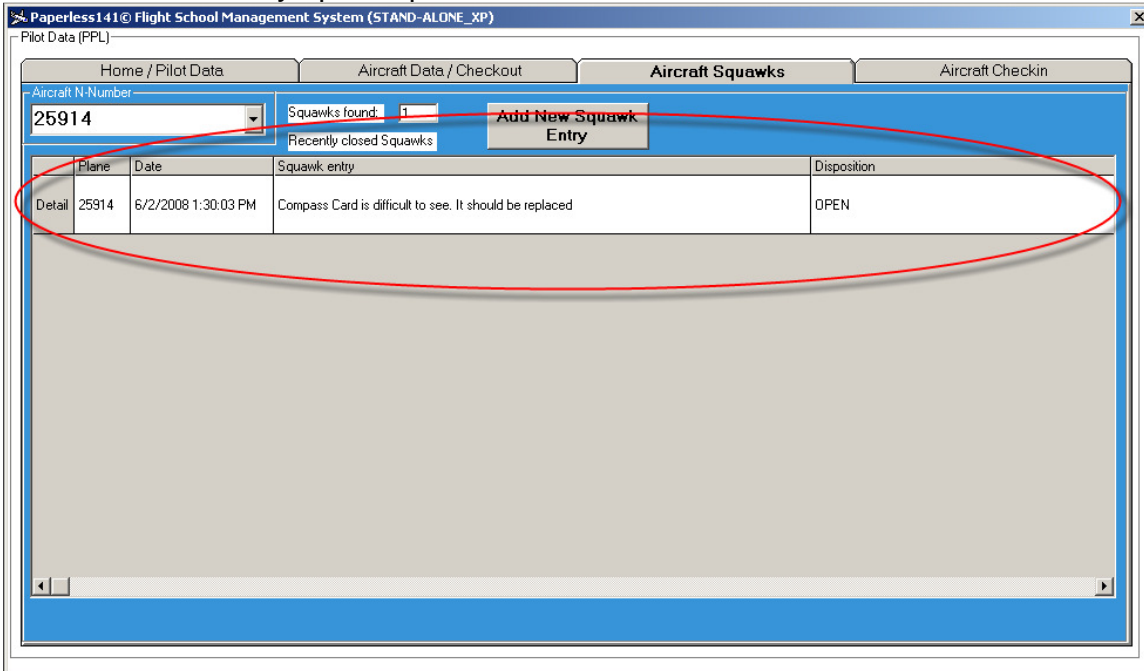 Paperless141© Flight School Management System (STAND-ALONE_XP)
Pilot Data (PPL)
Home / Pilot Data
Aircraft Data / Checkout
Aircraft Squawks
Aircraft Checkin
Aircraft N-Number
25914
Squawks found: 1
Recently closed Squawks
Add New Squawk
Entry
Plane Date Squawk entry Disposition
Detail 25914 6/2/2008 1:30:03 PM Compass Card is difficult to see. It should be replaced OPEN